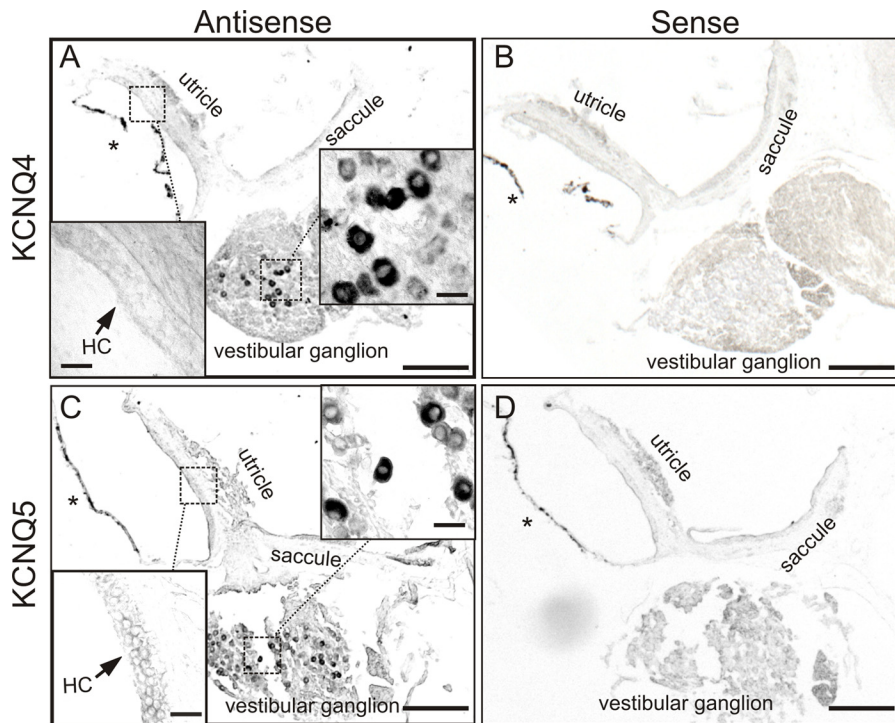 Antisense
Sense
KCNQ4
A
utricle
*
saccule
HC
vestibular ganglion
B
utricle
*
saccule
vestibular ganglion
KCNQ5
C
utricle
*
saccule
HC
vestibular ganglion
D
utricle
*
saccule
vestibular ganglion